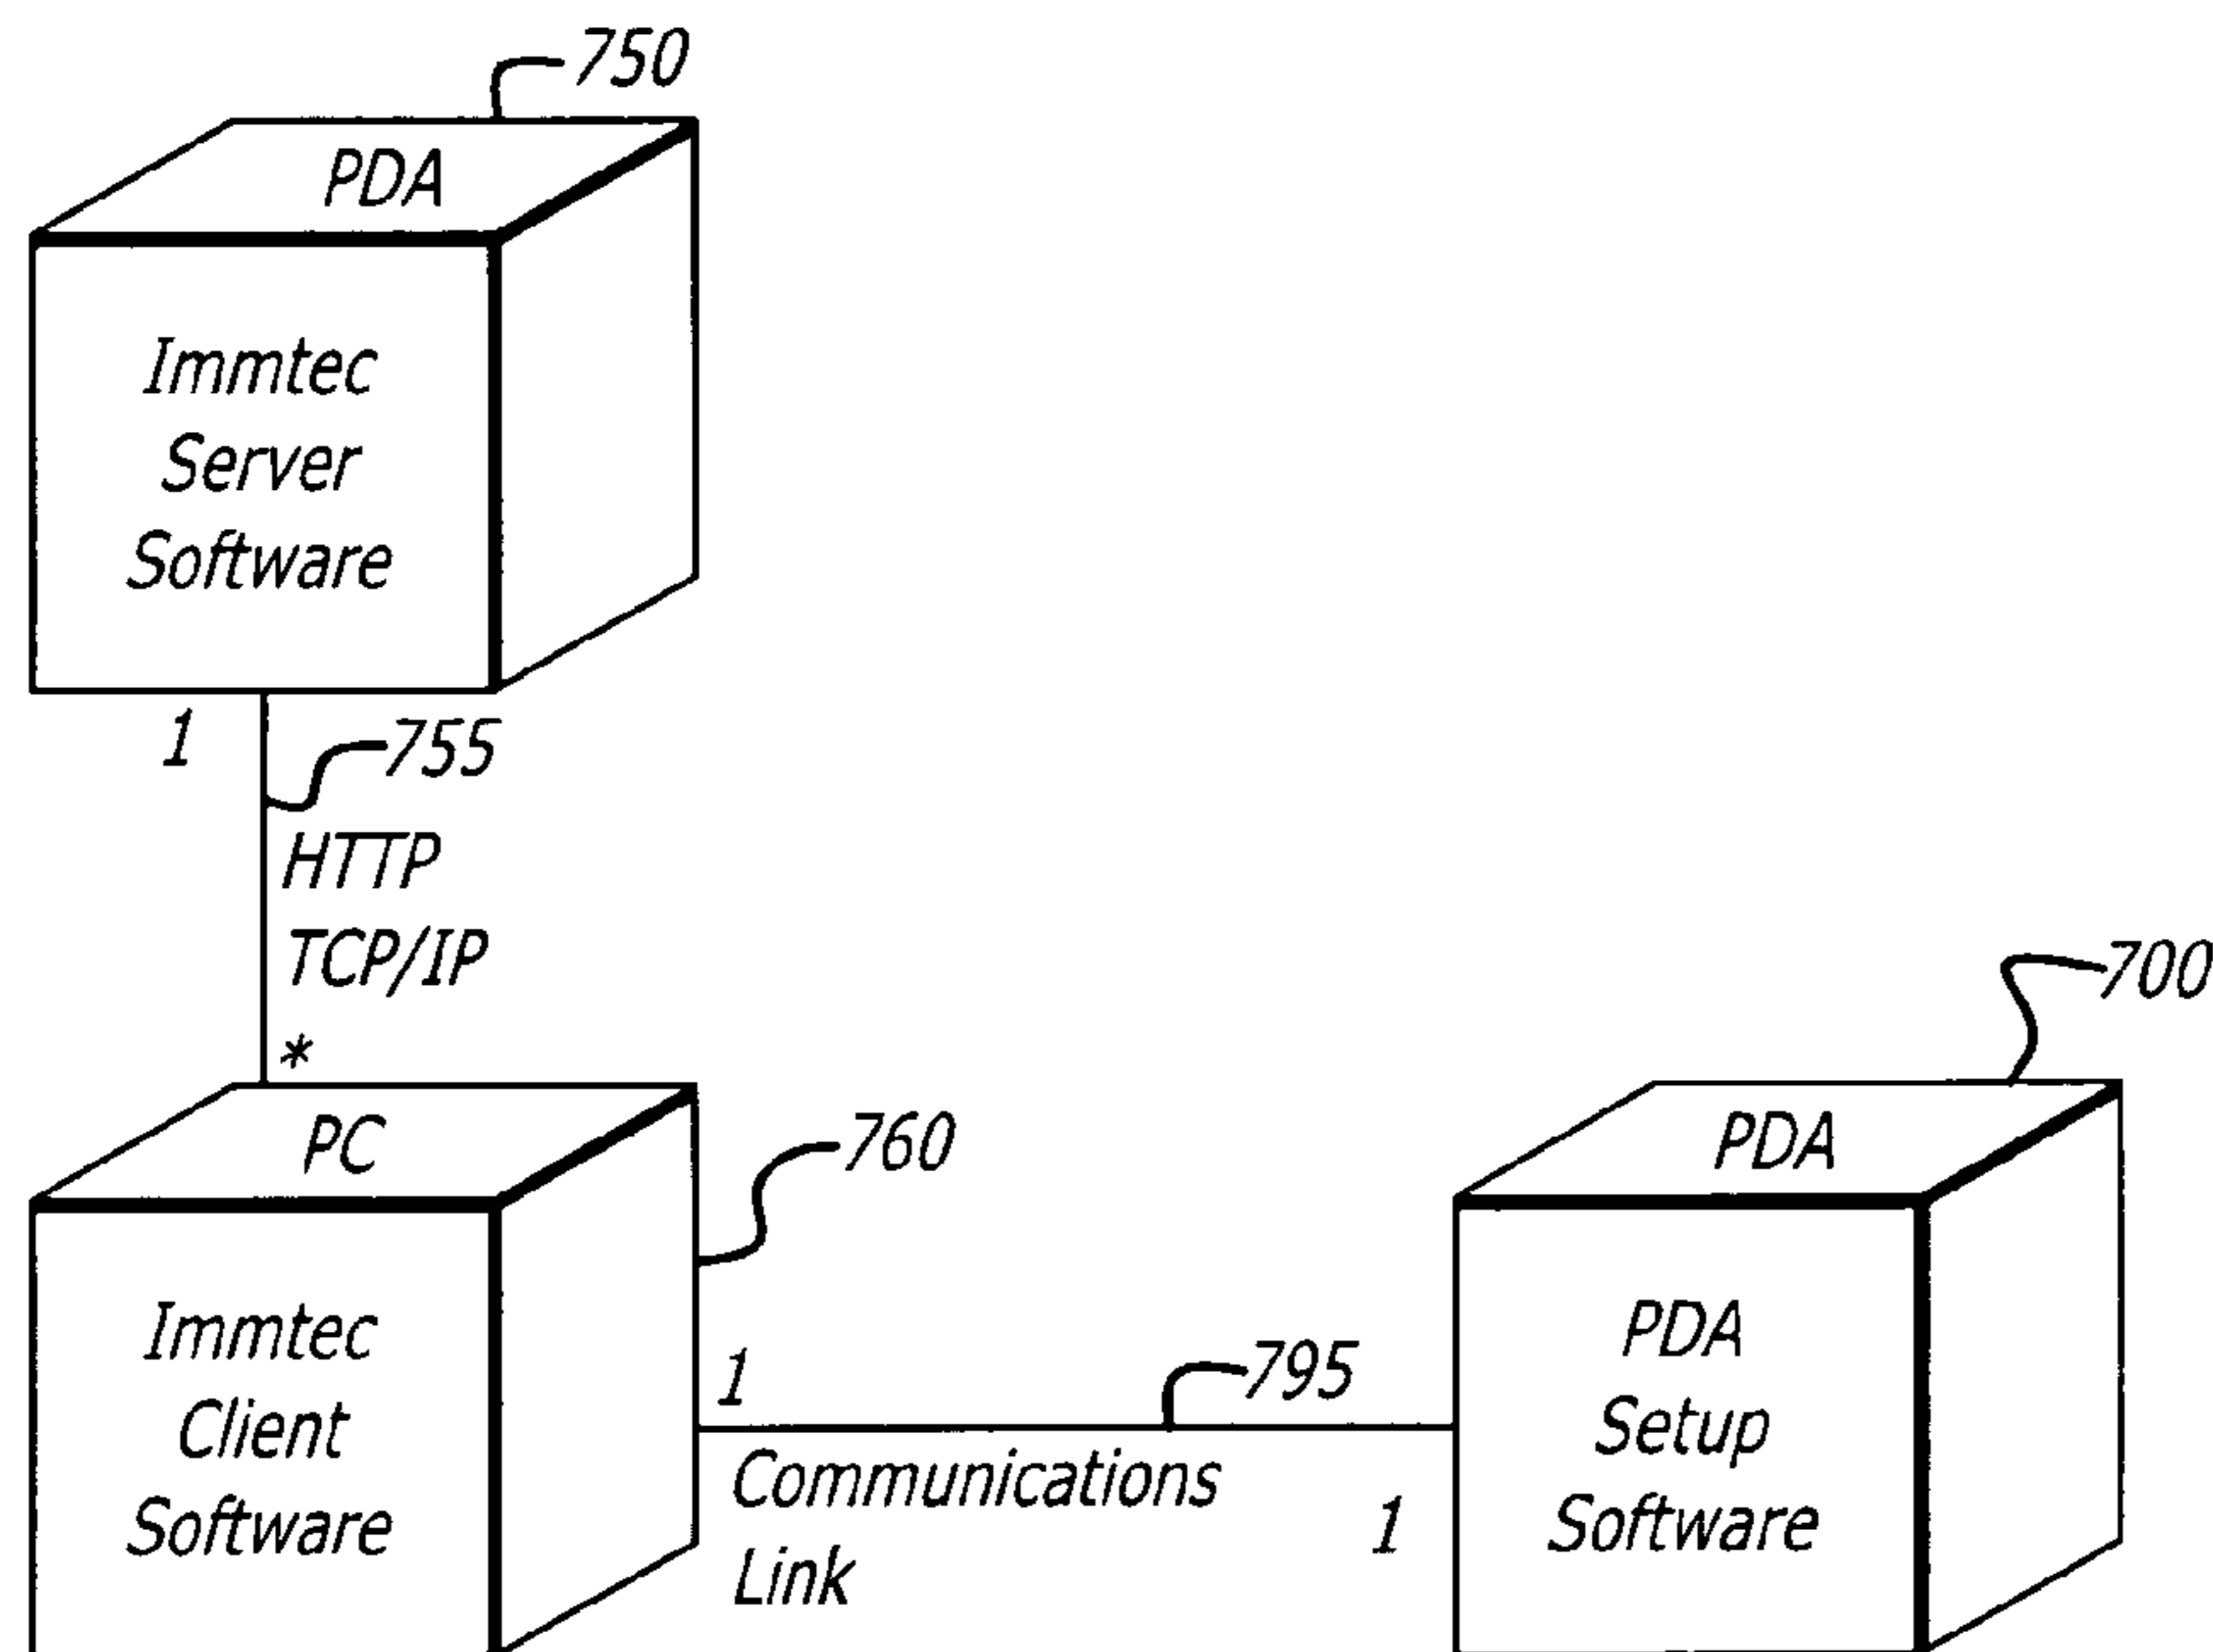 750
PDA
Immtec
Server
Software
1
755
HTTP
TCP/IP
*
700
PC
760
PDA
Immtec
Client
Software
1
795
Communications
Link
1
PDA
Setup
Software